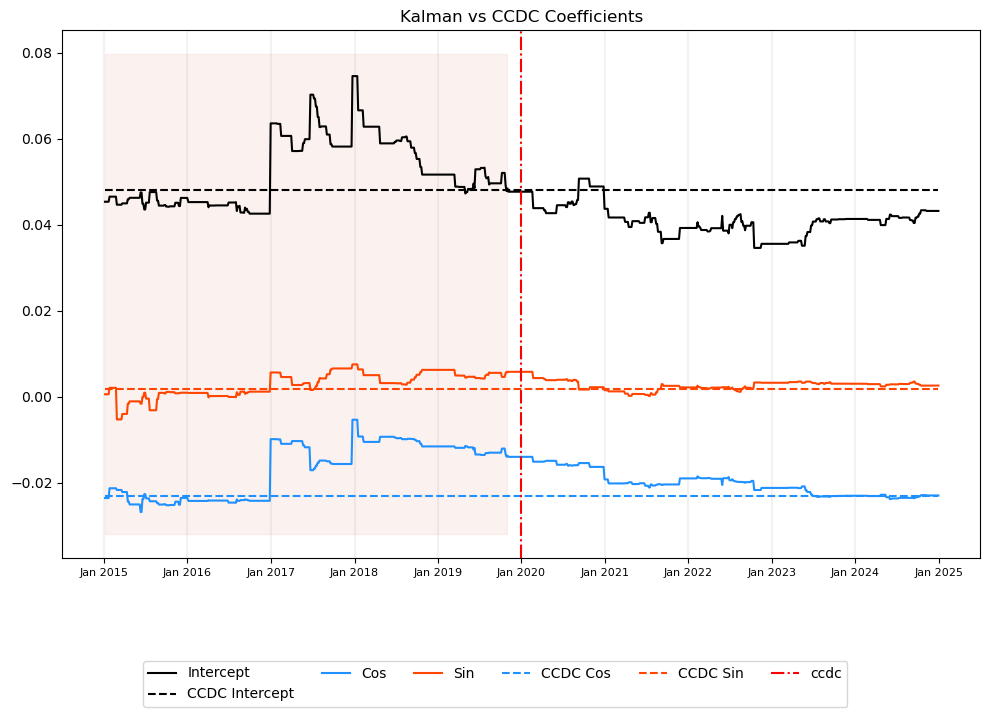 Kalman vs CCDC Coefficients
0.08
0.06
0.04
0.02
0.00
−0.02
Jan 2015 Jan 2016 Jan 2017 Jan 2018 Jan 2019 Jan 2020 Jan 2021 Jan 2022 Jan 2023 Jan 2024 Jan 2025
Intercept Cos Sin CCDC Cos CCDC Sin ccdc
CCDC Intercept